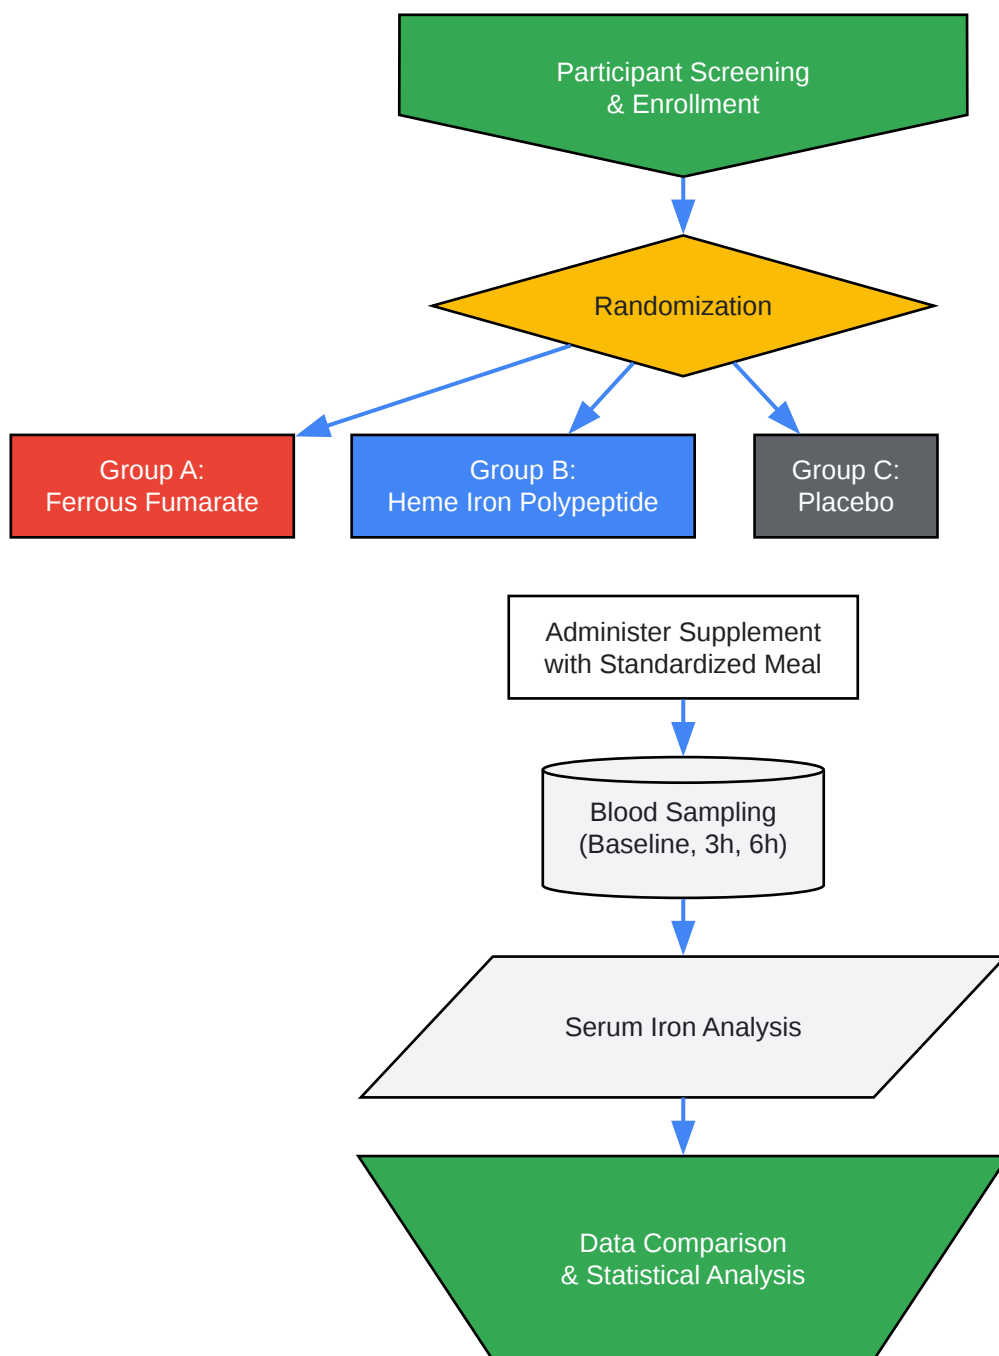 Participant Screening
& Enrollment
Randomization
Group A:
Ferrous Fumarate
Group B:
Heme Iron Polypeptide
Group C:
Placebo
Administer Supplement
with Standardized Meal
Blood Sampling
(Baseline, 3h, 6h)
Serum Iron Analysis
Data Comparison
& Statistical Analysis